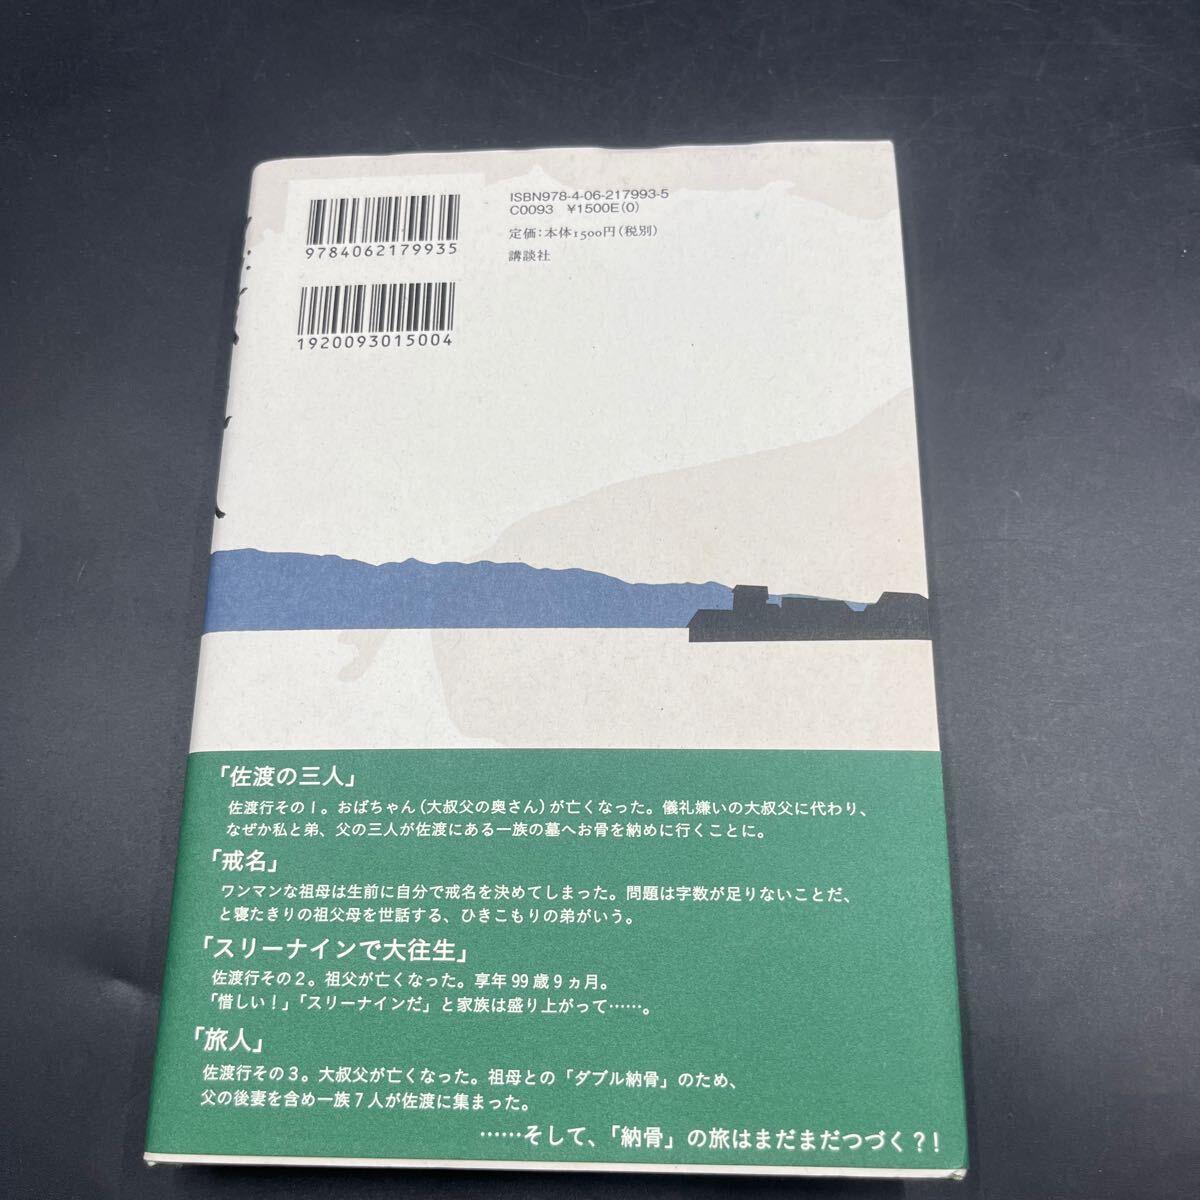 ISBN978-4-06-217993-5
C0093 ¥1500E(0)
定価:本体1500円(税別)
講談社
9784062179935
1920093015004
「佐渡の三人」
佐渡行その1。おばちゃん(大叔父の奥さん)が亡くなった。儀礼嫌いの大叔父に代わり、
なぜか私と弟、父の三人が佐渡にある一族の墓へお骨を納めに行くことに。
「戒名」
ワンマンな祖母は生前に自分で戒名を決めてしまった。問題は字数が足りないことだ、
と寝たきりの祖父母を世話する、ひきこもりの弟がいう。
「スリーナインで大往生」
佐渡行その2。祖父が亡くなった。享年99歳9ヵ月。
「惜しい!」「スリーナインだ」と家族は盛り上がって……。
「旅人」
佐渡行その3。大叔父が亡くなった。祖母との「ダブル納骨」のため、
父の後妻を含め一族7人が佐渡に集まった。
……そして、「納骨」の旅はまだまだつづく?!